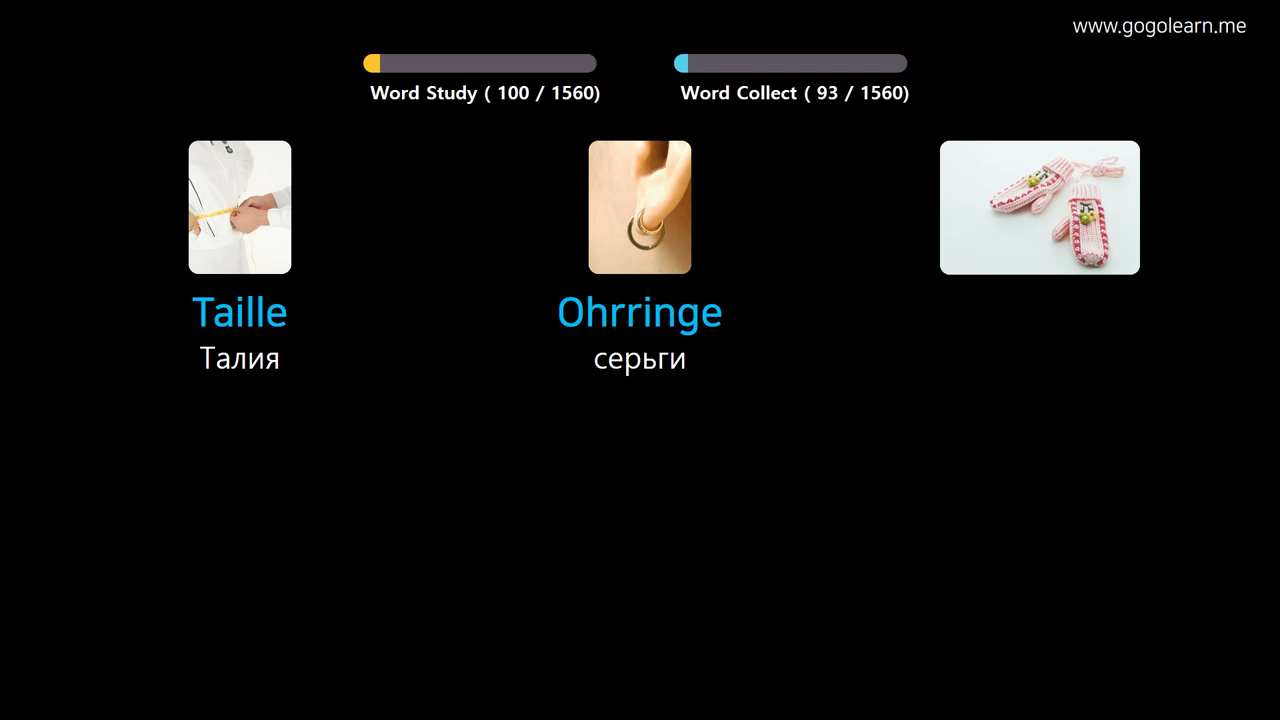 www.gogolearn.me
Word Study ( 100 / 1560)
Word Collect ( 93 / 1560)
Taille
Талия
Ohrringe
серьги